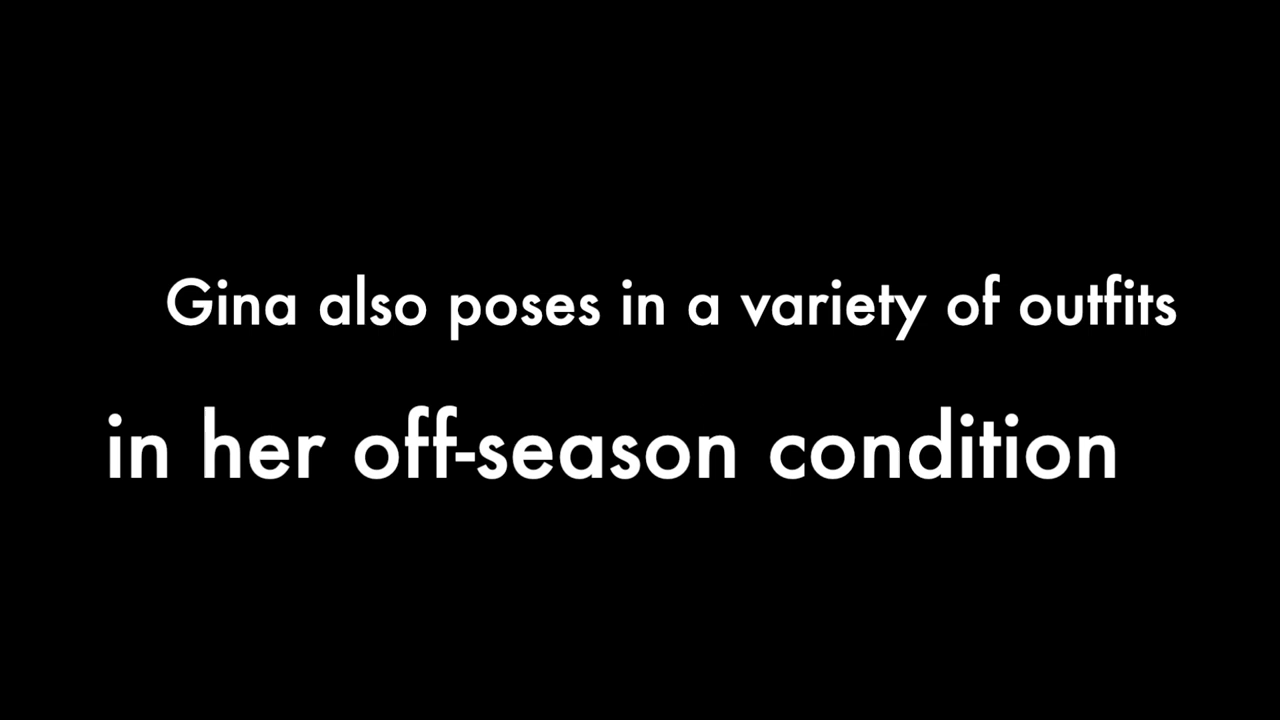 Gina also poses in a variety of outfits
in her off-season condition